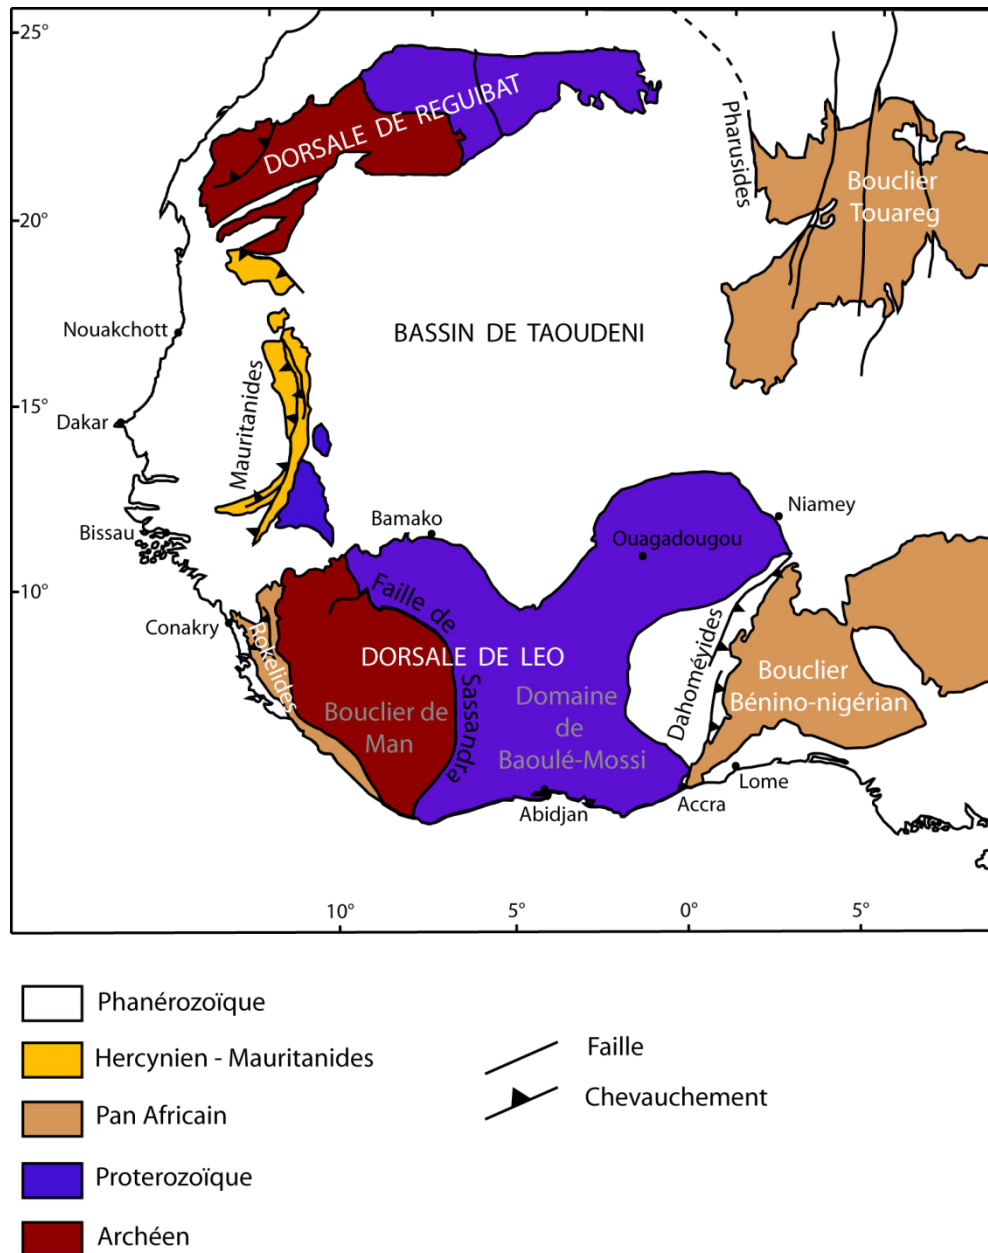 25°
DORSALE DE REGUIBAT
Pharusides
Bouclier
Touareg
20°
Nouakchott
BASSIN DE TAOUDENI
15°
Dakar
Mauritanides
Bissau
Bamako
Niamey
Ouagadougou
10°
Conakry
Rokelides
Faille de
Sassandra
DORSALE DE LEO
Bouclier de
Man
Domaine
de
Baoulé-Mossi
Dahoméyides
Bouclier
Bénino-nigérian
Abidjan
Accra
Lome
10°
5°
0°
5°
Phanérozoïque
Hercynien - Mauritanides
Pan Africain
Proterozoïque
Archéen
Faille
Chevauchement